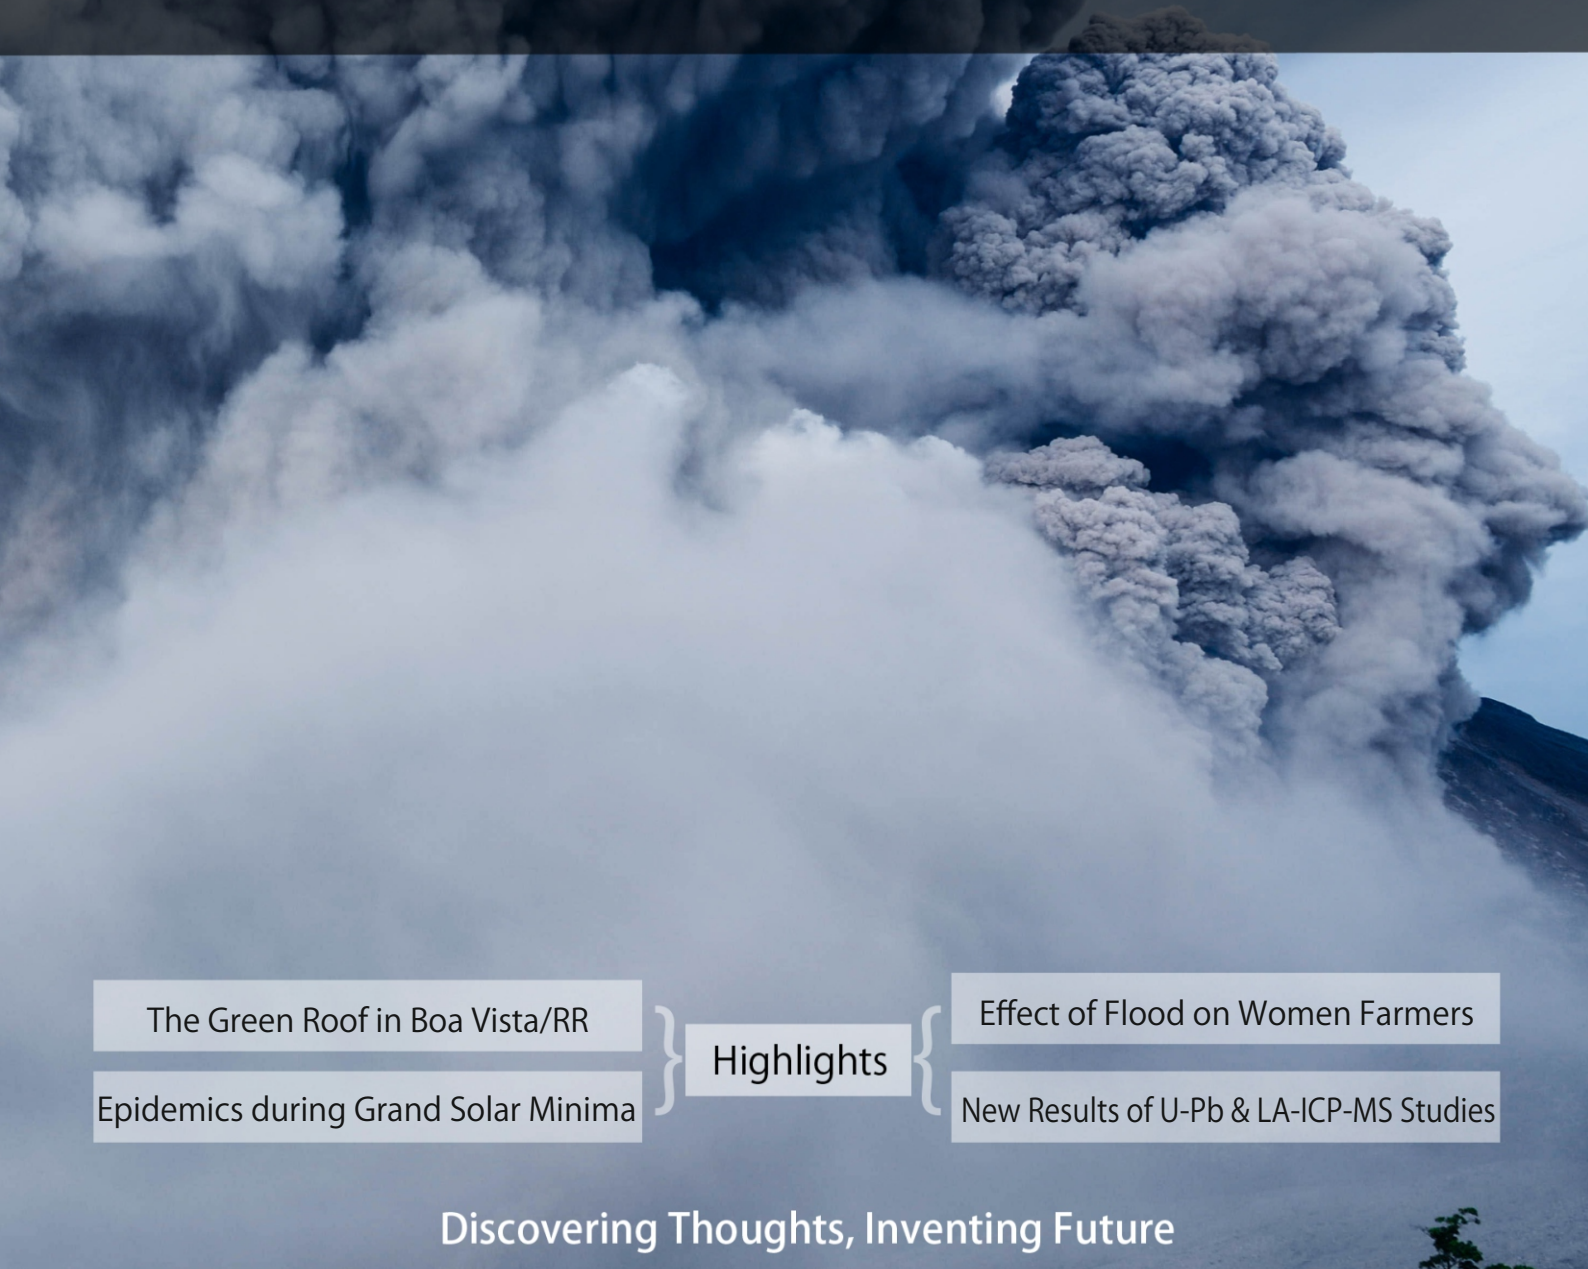 The Green Roof in Boa Vista/RR
Epidemics during Grand Solar Minima
Highlights
Effect of Flood on Women Farmers
New Results of U-Pb & LA-ICP-MS Studies
Discovering Thoughts, Inventing Future